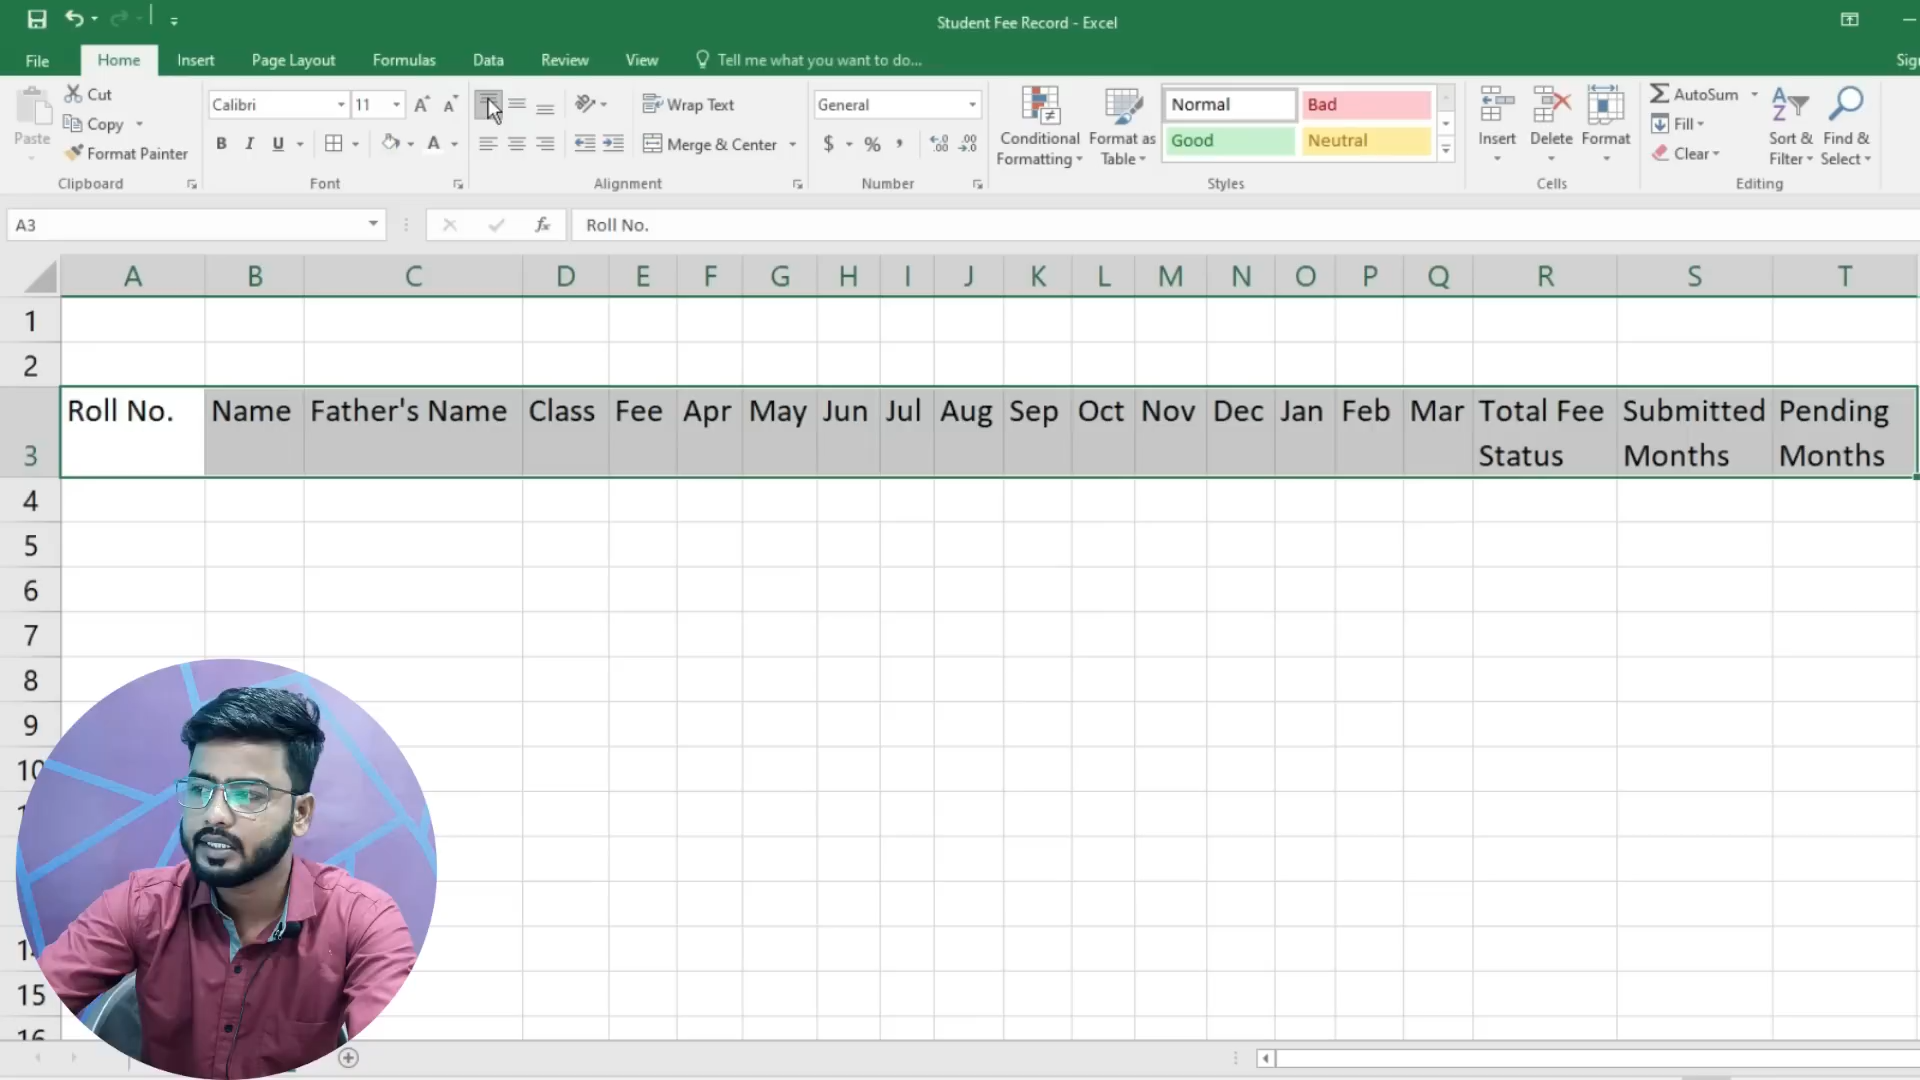 Student Fee Record - Excel
File Home Insert Page Layout Formulas Data Review View Tell me what you want to do...
Cut
Copy
Format Painter
Paste
Clipboard
Calibri 11
B I U
Font
Wrap Text
Merge & Center
Alignment
General
$ %
Number
Conditional
Formatting
Format as
Table
Normal Bad
Good Neutral
Styles
Insert Delete Format
Cells
AutoSum
Fill
Clear
Sort &
Filter
Find &
Select
Editing
A3 fx Roll No.
A B C D E F G H I J K L M N O P Q R S T
1
2
3 Roll No. Name Father's Name Class Fee Apr May Jun Jul Aug Sep Oct Nov Dec Jan Feb Mar Total Fee Submitted Pending
Status Months Months
4
5
6
7
8
9
10
15
16